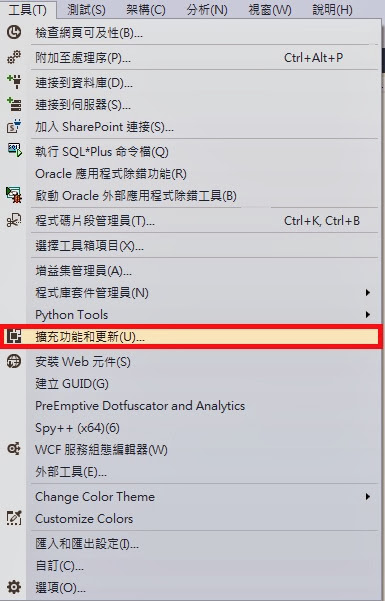 工具(T) 測試(S) 架構(C) 分析(N) 視窗(W) 說明(H)
檢查網頁可及性(B)...
附加至處理序(P)... Ctrl+Alt+P
連接到資料庫(D)...
連接到伺服器(S)...
加入 SharePoint 連接(S)...
執行 SQL*Plus 命令檔(Q)
Oracle 應用程式除錯功能(R)
啟動 Oracle 外部應用程式除錯工具(B)
程式碼片段管理員(T)... Ctrl+K, Ctrl+B
選擇工具箱項目(X)...
增益集管理員(A)...
程式庫套件管理員(N)
Python Tools
擴充功能和更新(U)...
安裝 Web 元件(S)
建立 GUID(G)
PreEmptive Dotfuscator and Analytics
Spy++ (x64)(6)
WCF 服務組態編輯器(W)
外部工具(E)...
Change Color Theme
Customize Colors
匯入和匯出設定(I)...
自訂(C)...
選項(O)...